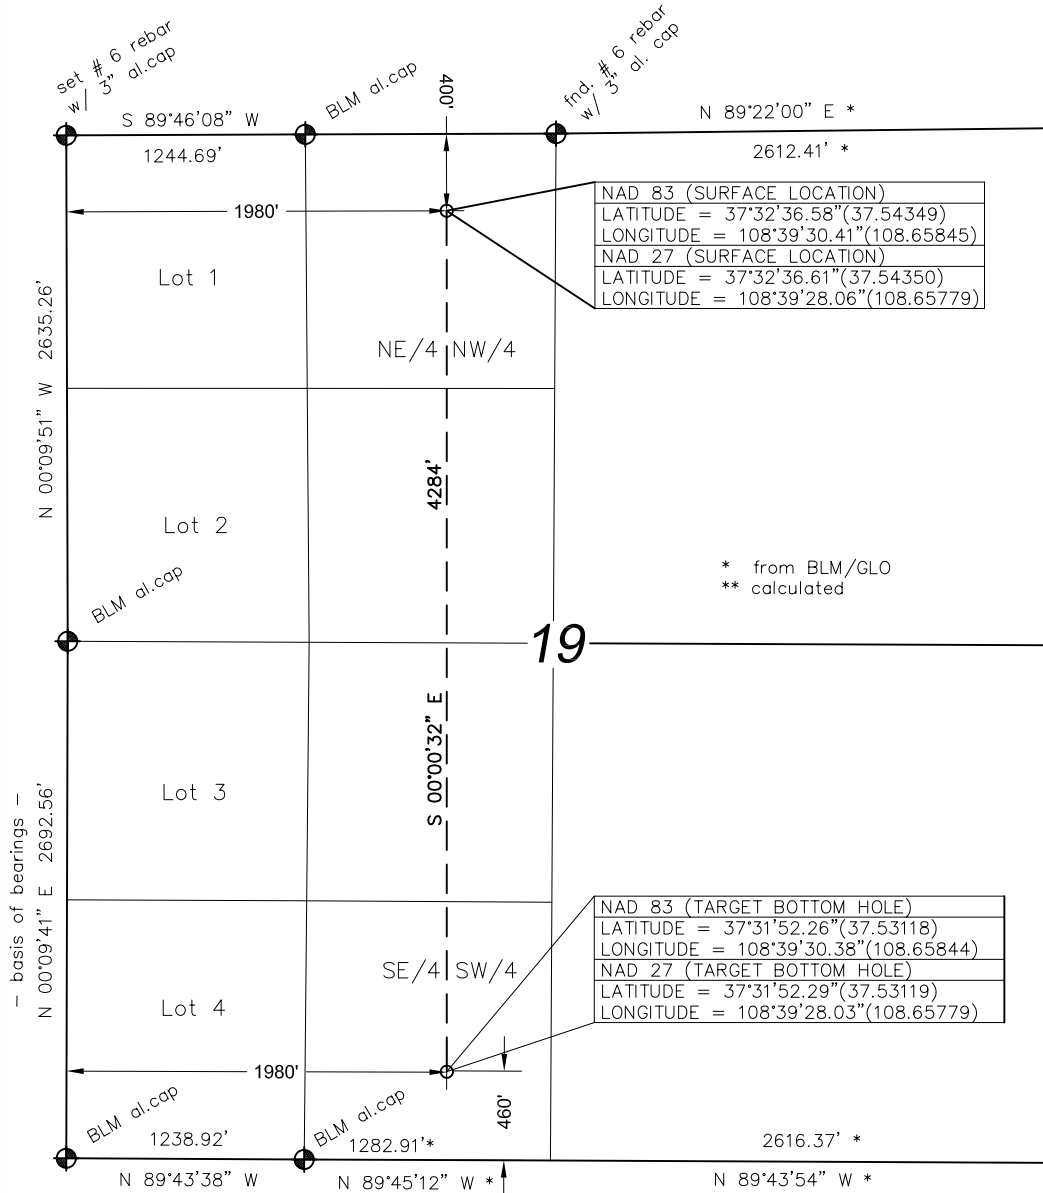 set # 6 rebar
w/ 3" al.cap
BLM al.cap
400'
fnd. # 6 rebar
w/ 3" al. cap
S 89°46'08" W
1244.69'
N 89°22'00" E *
2612.41' *
1980'
NAD 83 (SURFACE LOCATION)
LATITUDE = 37°32'36.58"(37.54349)
LONGITUDE = 108°39'30.41"(108.65845)
NAD 27 (SURFACE LOCATION)
LATITUDE = 37°32'36.61"(37.54350)
LONGITUDE = 108°39'28.06"(108.65779)
Lot 1
NE/4 NW/4
N 00°09'51" W 2635.26'
4284'
Lot 2
* from BLM/GLO
** calculated
BLM al.cap
19
S 00°00'32" E
Lot 3
– basis of bearings –
N 00°09'41" E 2692.56'
NAD 83 (TARGET BOTTOM HOLE)
LATITUDE = 37°31'52.26"(37.53118)
LONGITUDE = 108°39'30.38"(108.65844)
NAD 27 (TARGET BOTTOM HOLE)
LATITUDE = 37°31'52.29"(37.53119)
LONGITUDE = 108°39'28.03"(108.65779)
SE/4 SW/4
Lot 4
1980'
460'
BLM al.cap
BLM al.cap
1238.92'
1282.91'*
2616.37' *
N 89°43'38" W
N 89°45'12" W *
N 89°43'54" W *